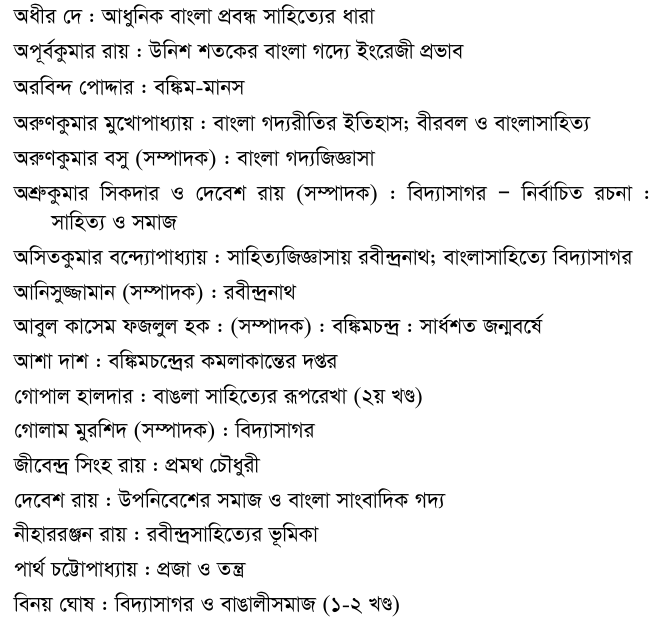 অধীর দে : আধুনিক বাংলা প্রবন্ধ সাহিত্যের ধারা
অপূর্বকুমার রায় : উনিশ শতকের বাংলা গদ্যে ইংরেজী প্রভাব
অরবিন্দ পোদ্দার : বঙ্কিম-মানস
অরুণকুমার মুখোপাধ্যায় : বাংলা গদ্যরীতির ইতিহাস; বীরবল ও বাংলাসাহিত্য
অরুণকুমার বসু (সম্পাদক) : বাংলা গদ্যজিজ্ঞাসা
অশ্রুকুমার সিকদার ও দেবেশ রায় (সম্পাদক) : বিদ্যাসাগর – নির্বাচিত রচনা :
সাহিত্য ও সমাজ
অসিতকুমার বন্দ্যোপাধ্যায় : সাহিত্যজিজ্ঞাসায় রবীন্দ্রনাথ; বাংলাসাহিত্যে বিদ্যাসাগর
আনিসুজ্জামান (সম্পাদক) : রবীন্দ্রনাথ
আবুল কাসেম ফজলুল হক : (সম্পাদক) : বঙ্কিমচন্দ্র : সার্ধশত জন্মবর্ষে
আশা দাশ : বঙ্কিমচন্দ্রের কমলাকান্তের দপ্তর
গোপাল হালদার : বাঙলা সাহিত্যের রূপরেখা (২য় খণ্ড)
গোলাম মুরশিদ (সম্পাদক) : বিদ্যাসাগর
জীবেন্দ্র সিংহ রায় : প্রমথ চৌধুরী
দেবেশ রায় : উপনিবেশের সমাজ ও বাংলা সাংবাদিক গদ্য
নীহাররঞ্জন রায় : রবীন্দ্রসাহিত্যের ভূমিকা
পার্থ চট্টোপাধ্যায় : প্রজা ও তন্ত্র
বিনয় ঘোষ : বিদ্যাসাগর ও বাঙালীসমাজ (১-২ খণ্ড)